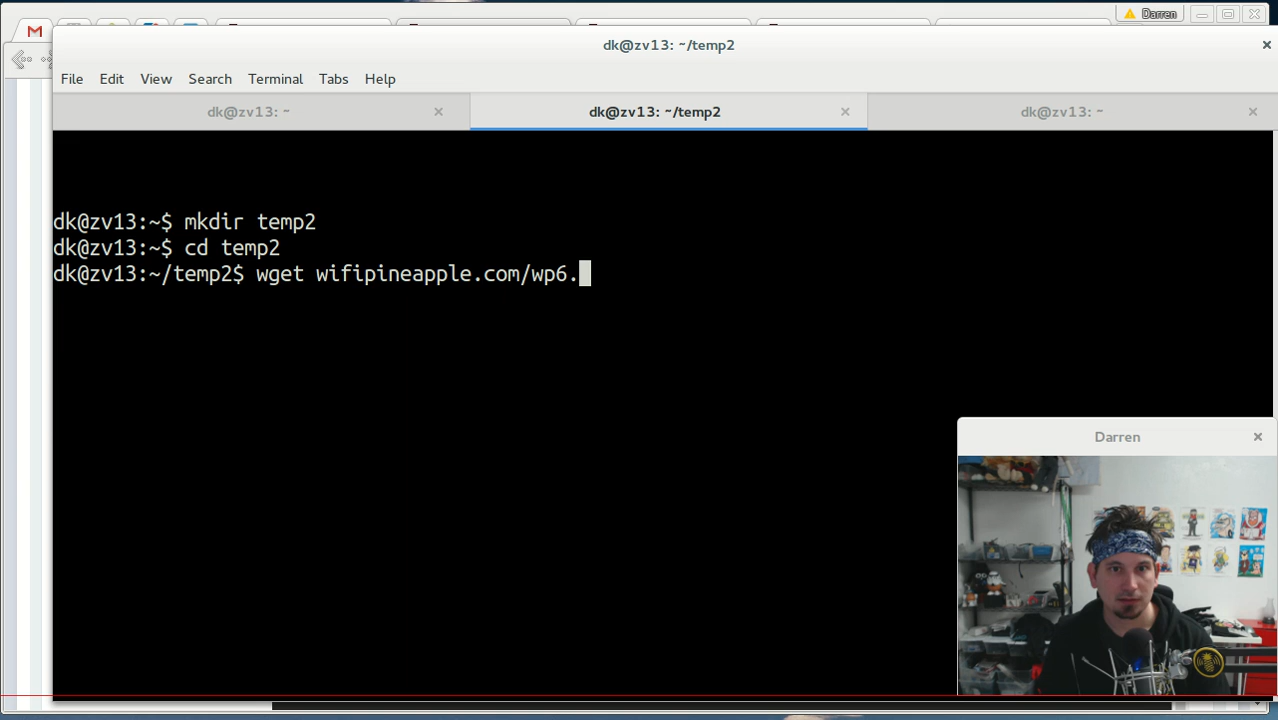 Darren
dk@zv13: ~/temp2
File Edit View Search Terminal Tabs Help
dk@zv13: ~ dk@zv13: ~/temp2 dk@zv13: ~
dk@zv13:~$ mkdir temp2
dk@zv13:~$ cd temp2
dk@zv13:~/temp2$ wget wifipineapple.com/wp6.
Darren